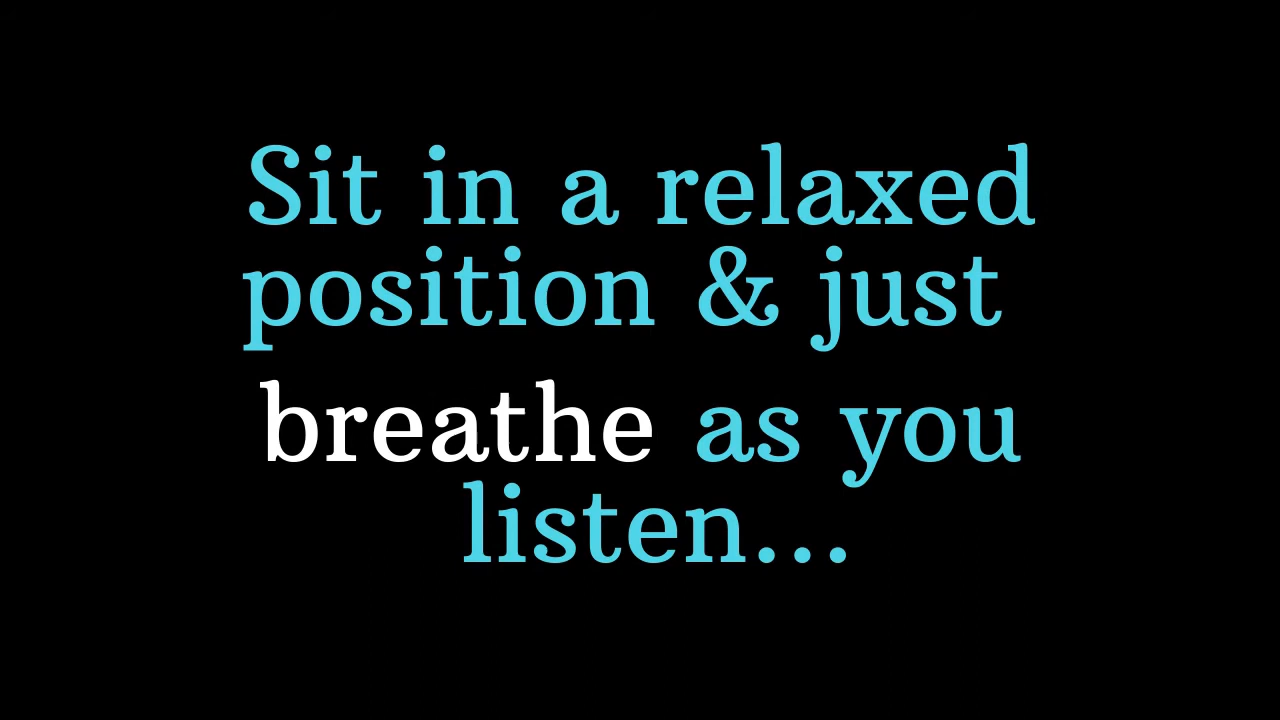 Sit in a relaxed
position & just
breathe as you
listen...